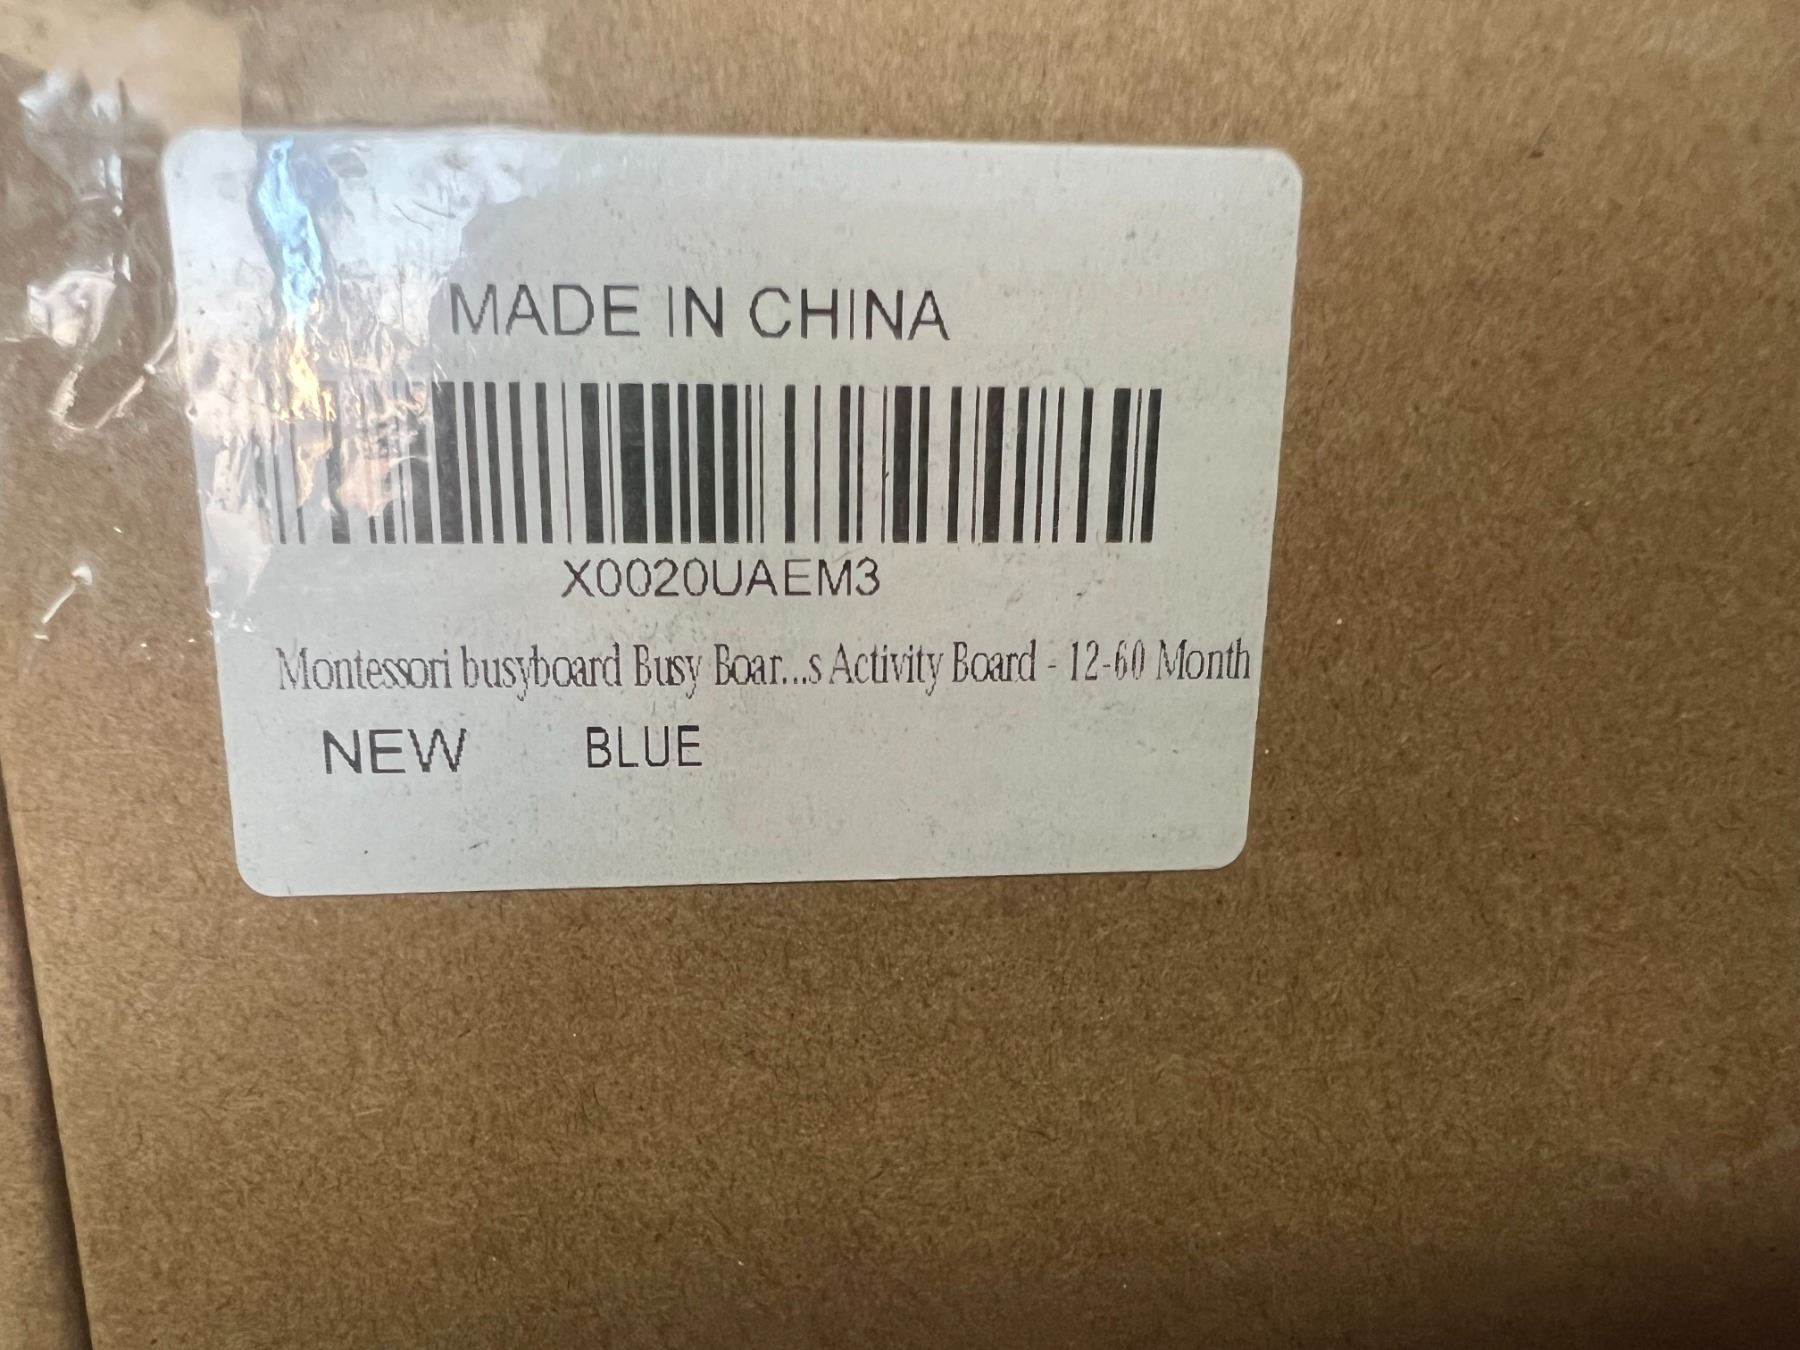 MADE IN CHINA
X0020UAEM3
Montessori busyboard Busy Boar...s Activity Board - 12-60 Month
NEW BLUE